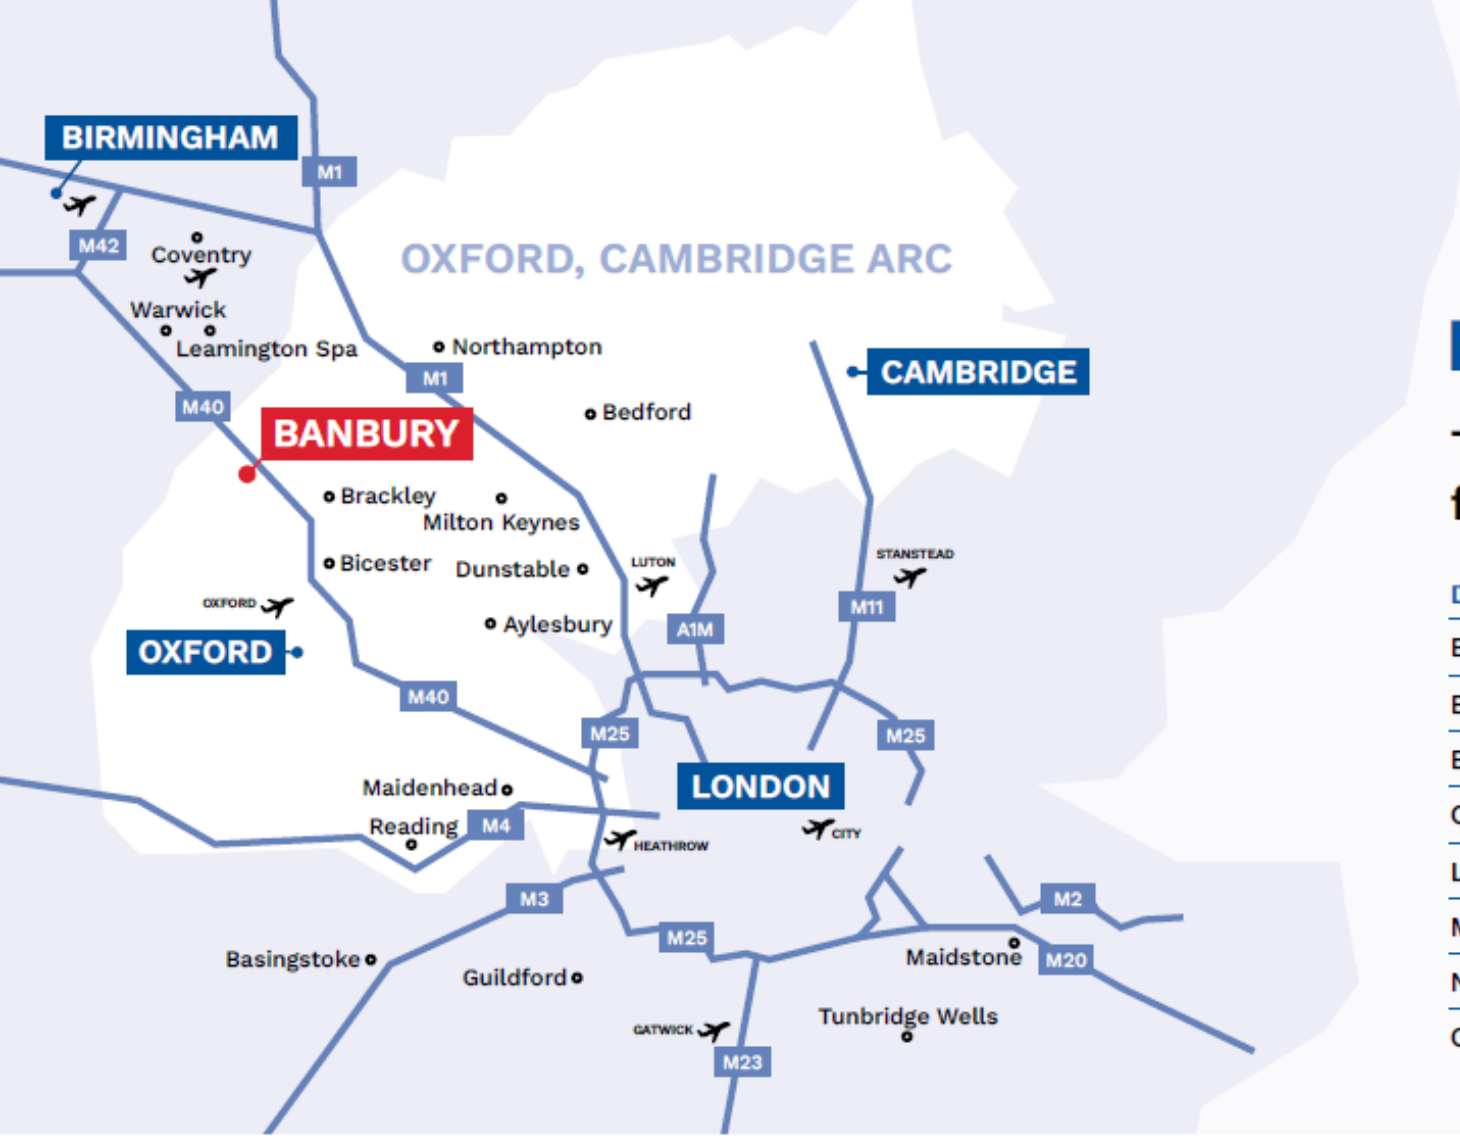 BIRMINGHAM
M1
M42
Coventry
OXFORD, CAMBRIDGE ARC
Warwick
Leamington Spa
Northampton
M1
CAMBRIDGE
M40
BANBURY
Bedford
Brackley
Milton Keynes
Bicester
Dunstable
LUTON
STANSTEAD
OXFORD
M11
Aylesbury
A1M
OXFORD
M40
M25
M25
Maidenhead
LONDON
Reading
M4
HEATHROW
CITY
M3
M2
M25
Basingstoke
Guildford
Maidstone
M20
GATWICK
Tunbridge Wells
M23